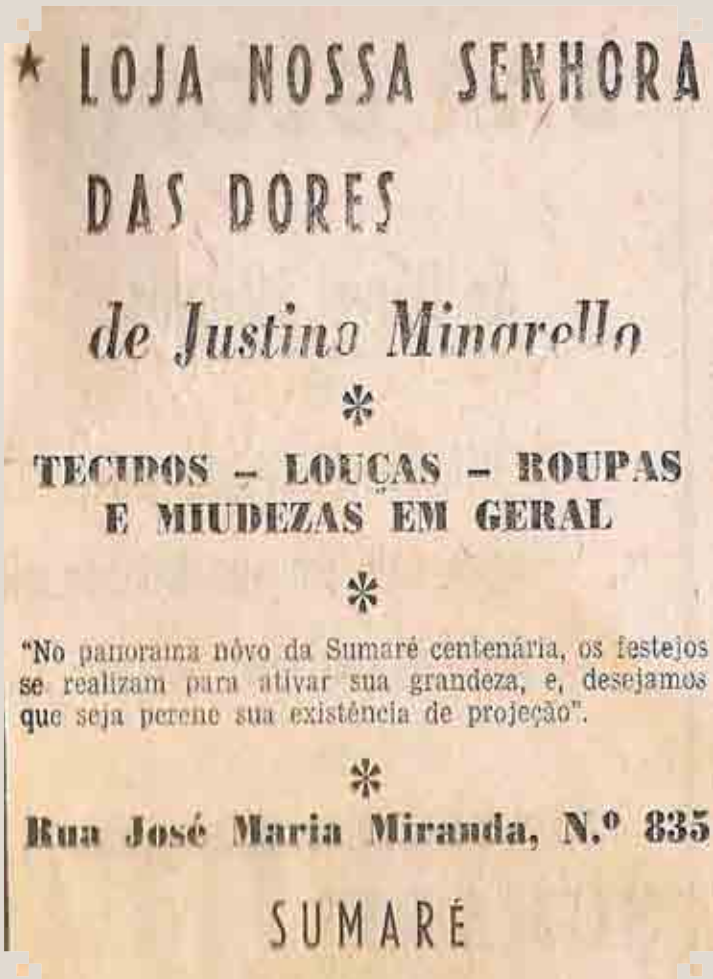 ★ LOJA NOSSA SENHORA
DAS DORES
de Justino Minarello
*
TECIDOS – LOUÇAS – ROUPAS
E MIUDEZAS EM GERAL
*
“No panorama nôvo da Sumaré centenária, os festejos
se realizam para ativar sua grandeza, e, desejamos
que seja perene sua existência de projeção”.
*
Rua José Maria Miranda, N.º 835
SUMARÉ